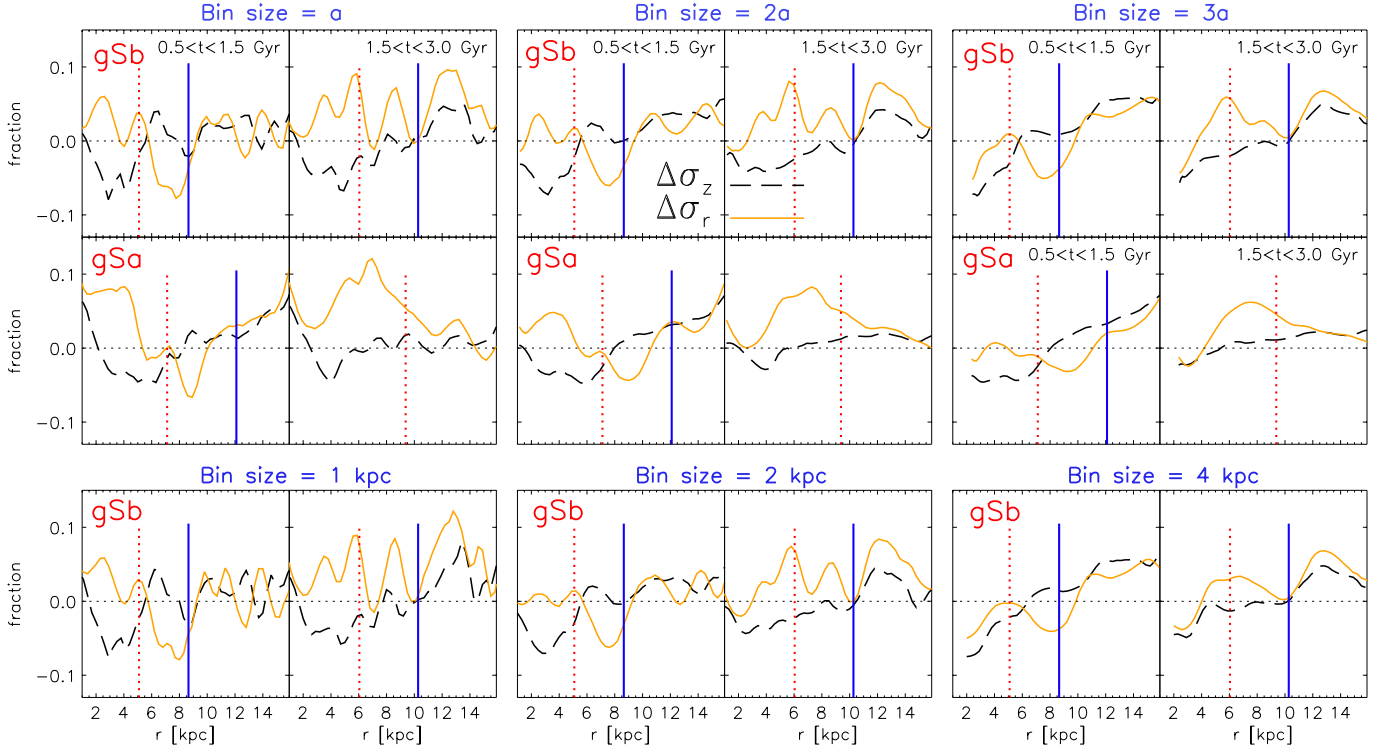 Bin size = a
Bin size = 2a
Bin size = 3a
gSb 0.5<t<1.5 Gyr 1.5<t<3.0 Gyr
gSb 0.5<t<1.5 Gyr 1.5<t<3.0 Gyr
gSb 0.5<t<1.5 Gyr 1.5<t<3.0 Gyr
fraction
0.1
0.0
−0.1
Δσz
Δσr
gSa
gSa
gSa 0.5<t<1.5 Gyr 1.5<t<3.0 Gyr
fraction
0.1
0.0
−0.1
Bin size = 1 kpc
Bin size = 2 kpc
Bin size = 4 kpc
gSb
gSb
gSb
fraction
0.1
0.0
−0.1
2 4 6 8 10 12 14 2 4 6 8 10 12 14
2 4 6 8 10 12 14 2 4 6 8 10 12 14
2 4 6 8 10 12 14 2 4 6 8 10 12 14
r [kpc] r [kpc]
r [kpc] r [kpc]
r [kpc] r [kpc]